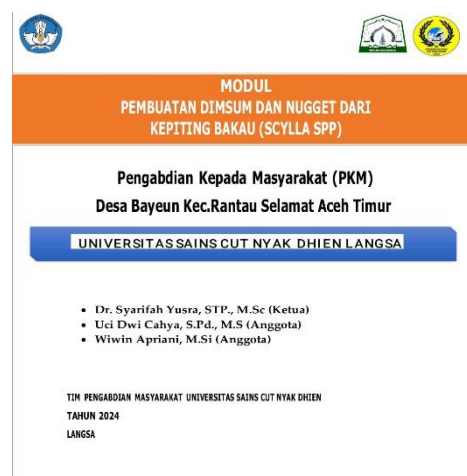 MODUL
PEMBUATAN DIMSUM DAN NUGGET DARI
KEPITING BAKAU (SCYLLA SPP)
Pengabdian Kepada Masyarakat (PKM)
Desa Bayeun Kec.Rantau Selamat Aceh Timur
UNIVERSITAS SAINS CUT NYAK DHIEN LANGSA
• Dr. Syarifah Yusra, STP., M.Sc (Ketua)
• Uci Dwi Cahya, S.Pd., M.S (Anggota)
• Wiwin Apriani, M.Si (Anggota)
TIM PENGABDIAN MASYARAKAT UNIVERSITAS SAINS CUT NYAK DHIEN
TAHUN 2024
LANGSA